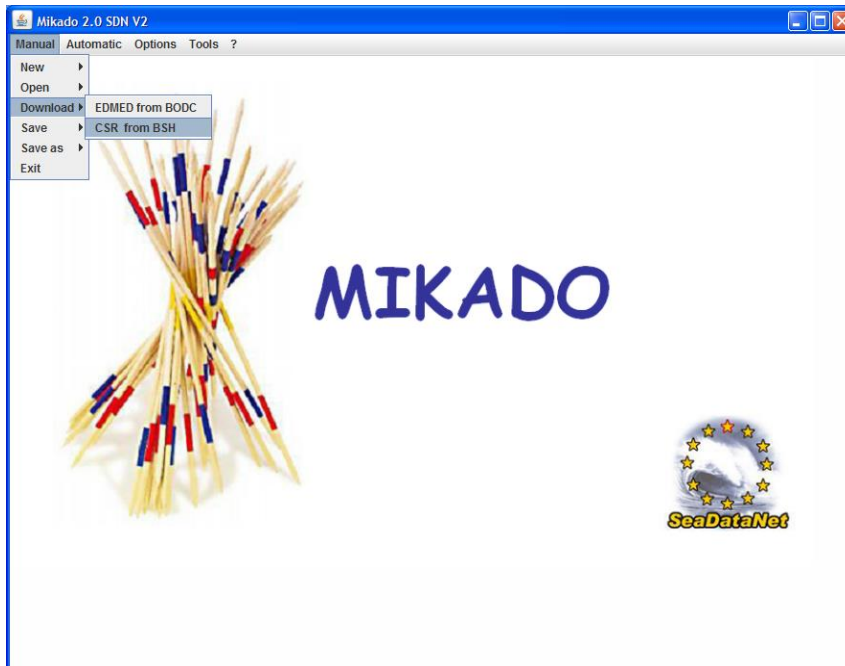 Mikado 2.0 SDN V2
Manual Automatic Options Tools ?
New
Open
Download
EDMED from BODC
Save
CSR from BSH
Save as
Exit
MIKADO
SeaDataNet